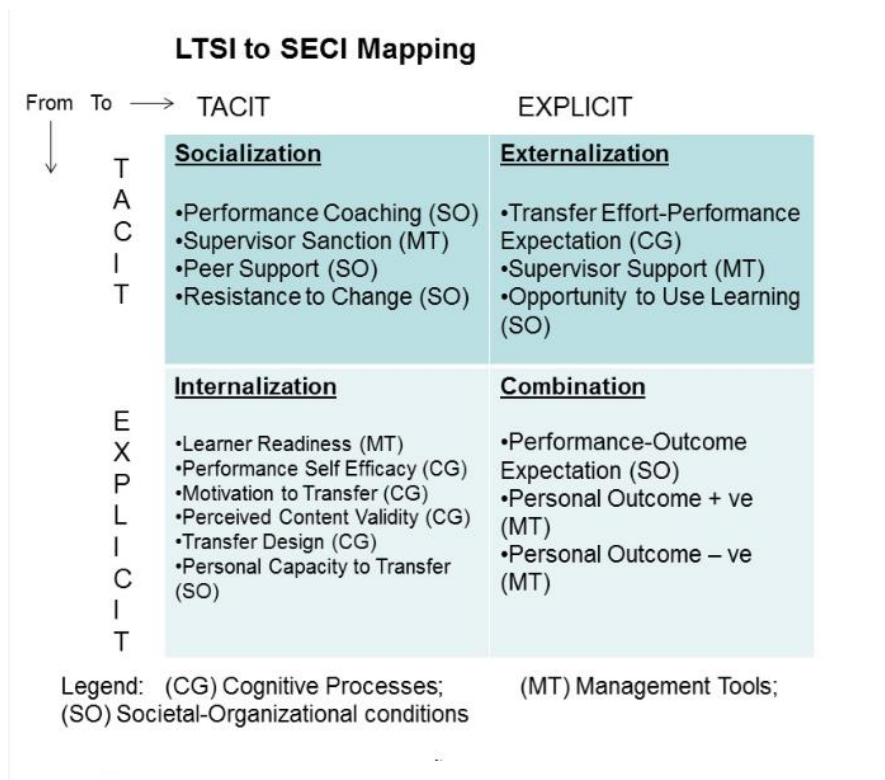 LTSI to SECI Mapping
From To
TACIT
EXPLICIT
TACIT
Socialization
•Performance Coaching (SO)
•Supervisor Sanction (MT)
•Peer Support (SO)
•Resistance to Change (SO)
Externalization
•Transfer Effort-Performance
Expectation (CG)
•Supervisor Support (MT)
•Opportunity to Use Learning
(SO)
EXPLICIT
Internalization
•Learner Readiness (MT)
•Performance Self Efficacy (CG)
•Motivation to Transfer (CG)
•Perceived Content Validity (CG)
•Transfer Design (CG)
•Personal Capacity to Transfer
(SO)
Combination
•Performance-Outcome
Expectation (SO)
•Personal Outcome + ve
(MT)
•Personal Outcome – ve
(MT)
Legend: (CG) Cognitive Processes; (MT) Management Tools;
(SO) Societal-Organizational conditions